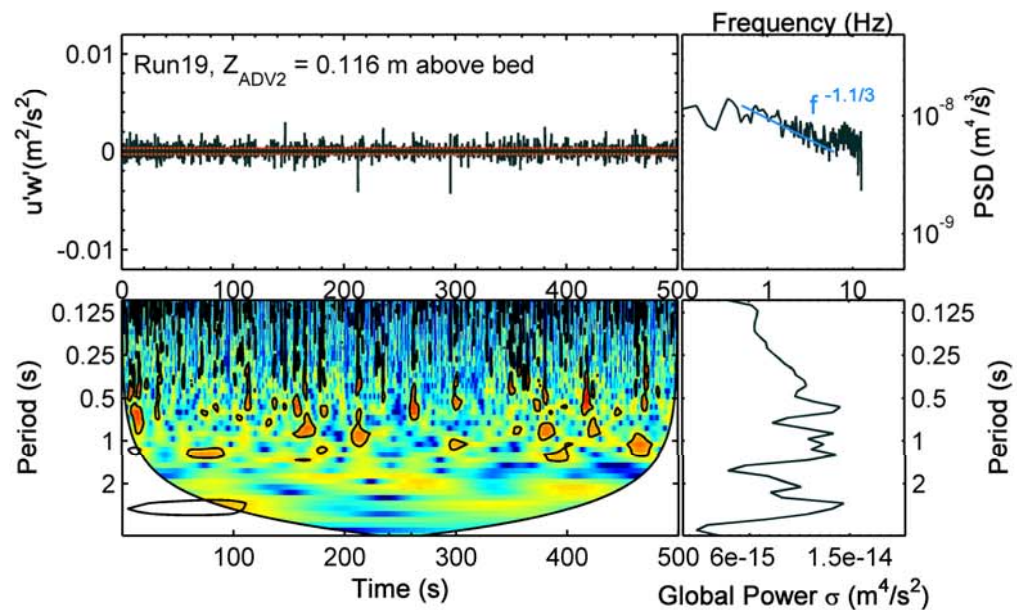 Frequency (Hz)
0.01
0
-0.01
u'w'(m²/s²)
Run19, Z_ADV2 = 0.116 m above bed
f^-1.1/3
10^-8
10^-9
PSD (m⁴/s³)
0 100 200 300 400 500
1 10
0.125
0.25
0.5
1
2
Period (s)
0.125
0.25
0.5
1
2
Period (s)
0 100 200 300 400 500
Time (s)
6e-15 1.5e-14
Global Power σ (m⁴/s²)